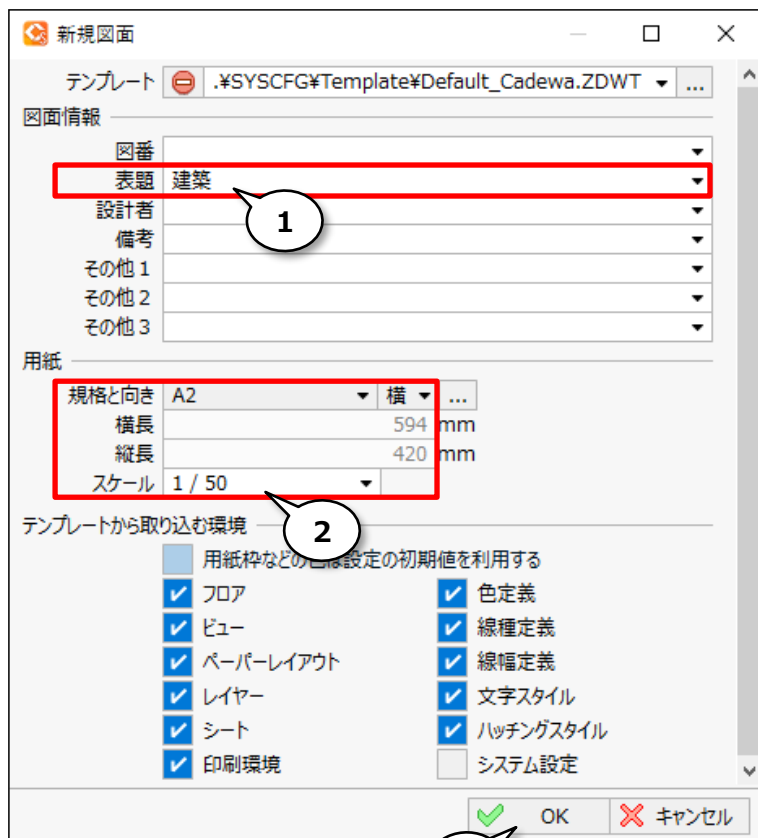 新規図面
テンプレート .¥SYSCFG¥Template¥Default_Cadewa.ZDWT ...
図面情報
図番
表題 建築
1
設計者
備考
その他 1
その他 2
その他 3
用紙
規格と向き A2 横 ...
横長 594 mm
縦長 420 mm
スケール 1 / 50
2
テンプレートから取り込む環境
用紙枠などの色は設定の初期値を利用する
フロア 色定義
ビュー 線種定義
ペーパーレイアウト 線幅定義
レイヤー 文字スタイル
シート ハッチングスタイル
印刷環境 システム設定
OK キャンセル